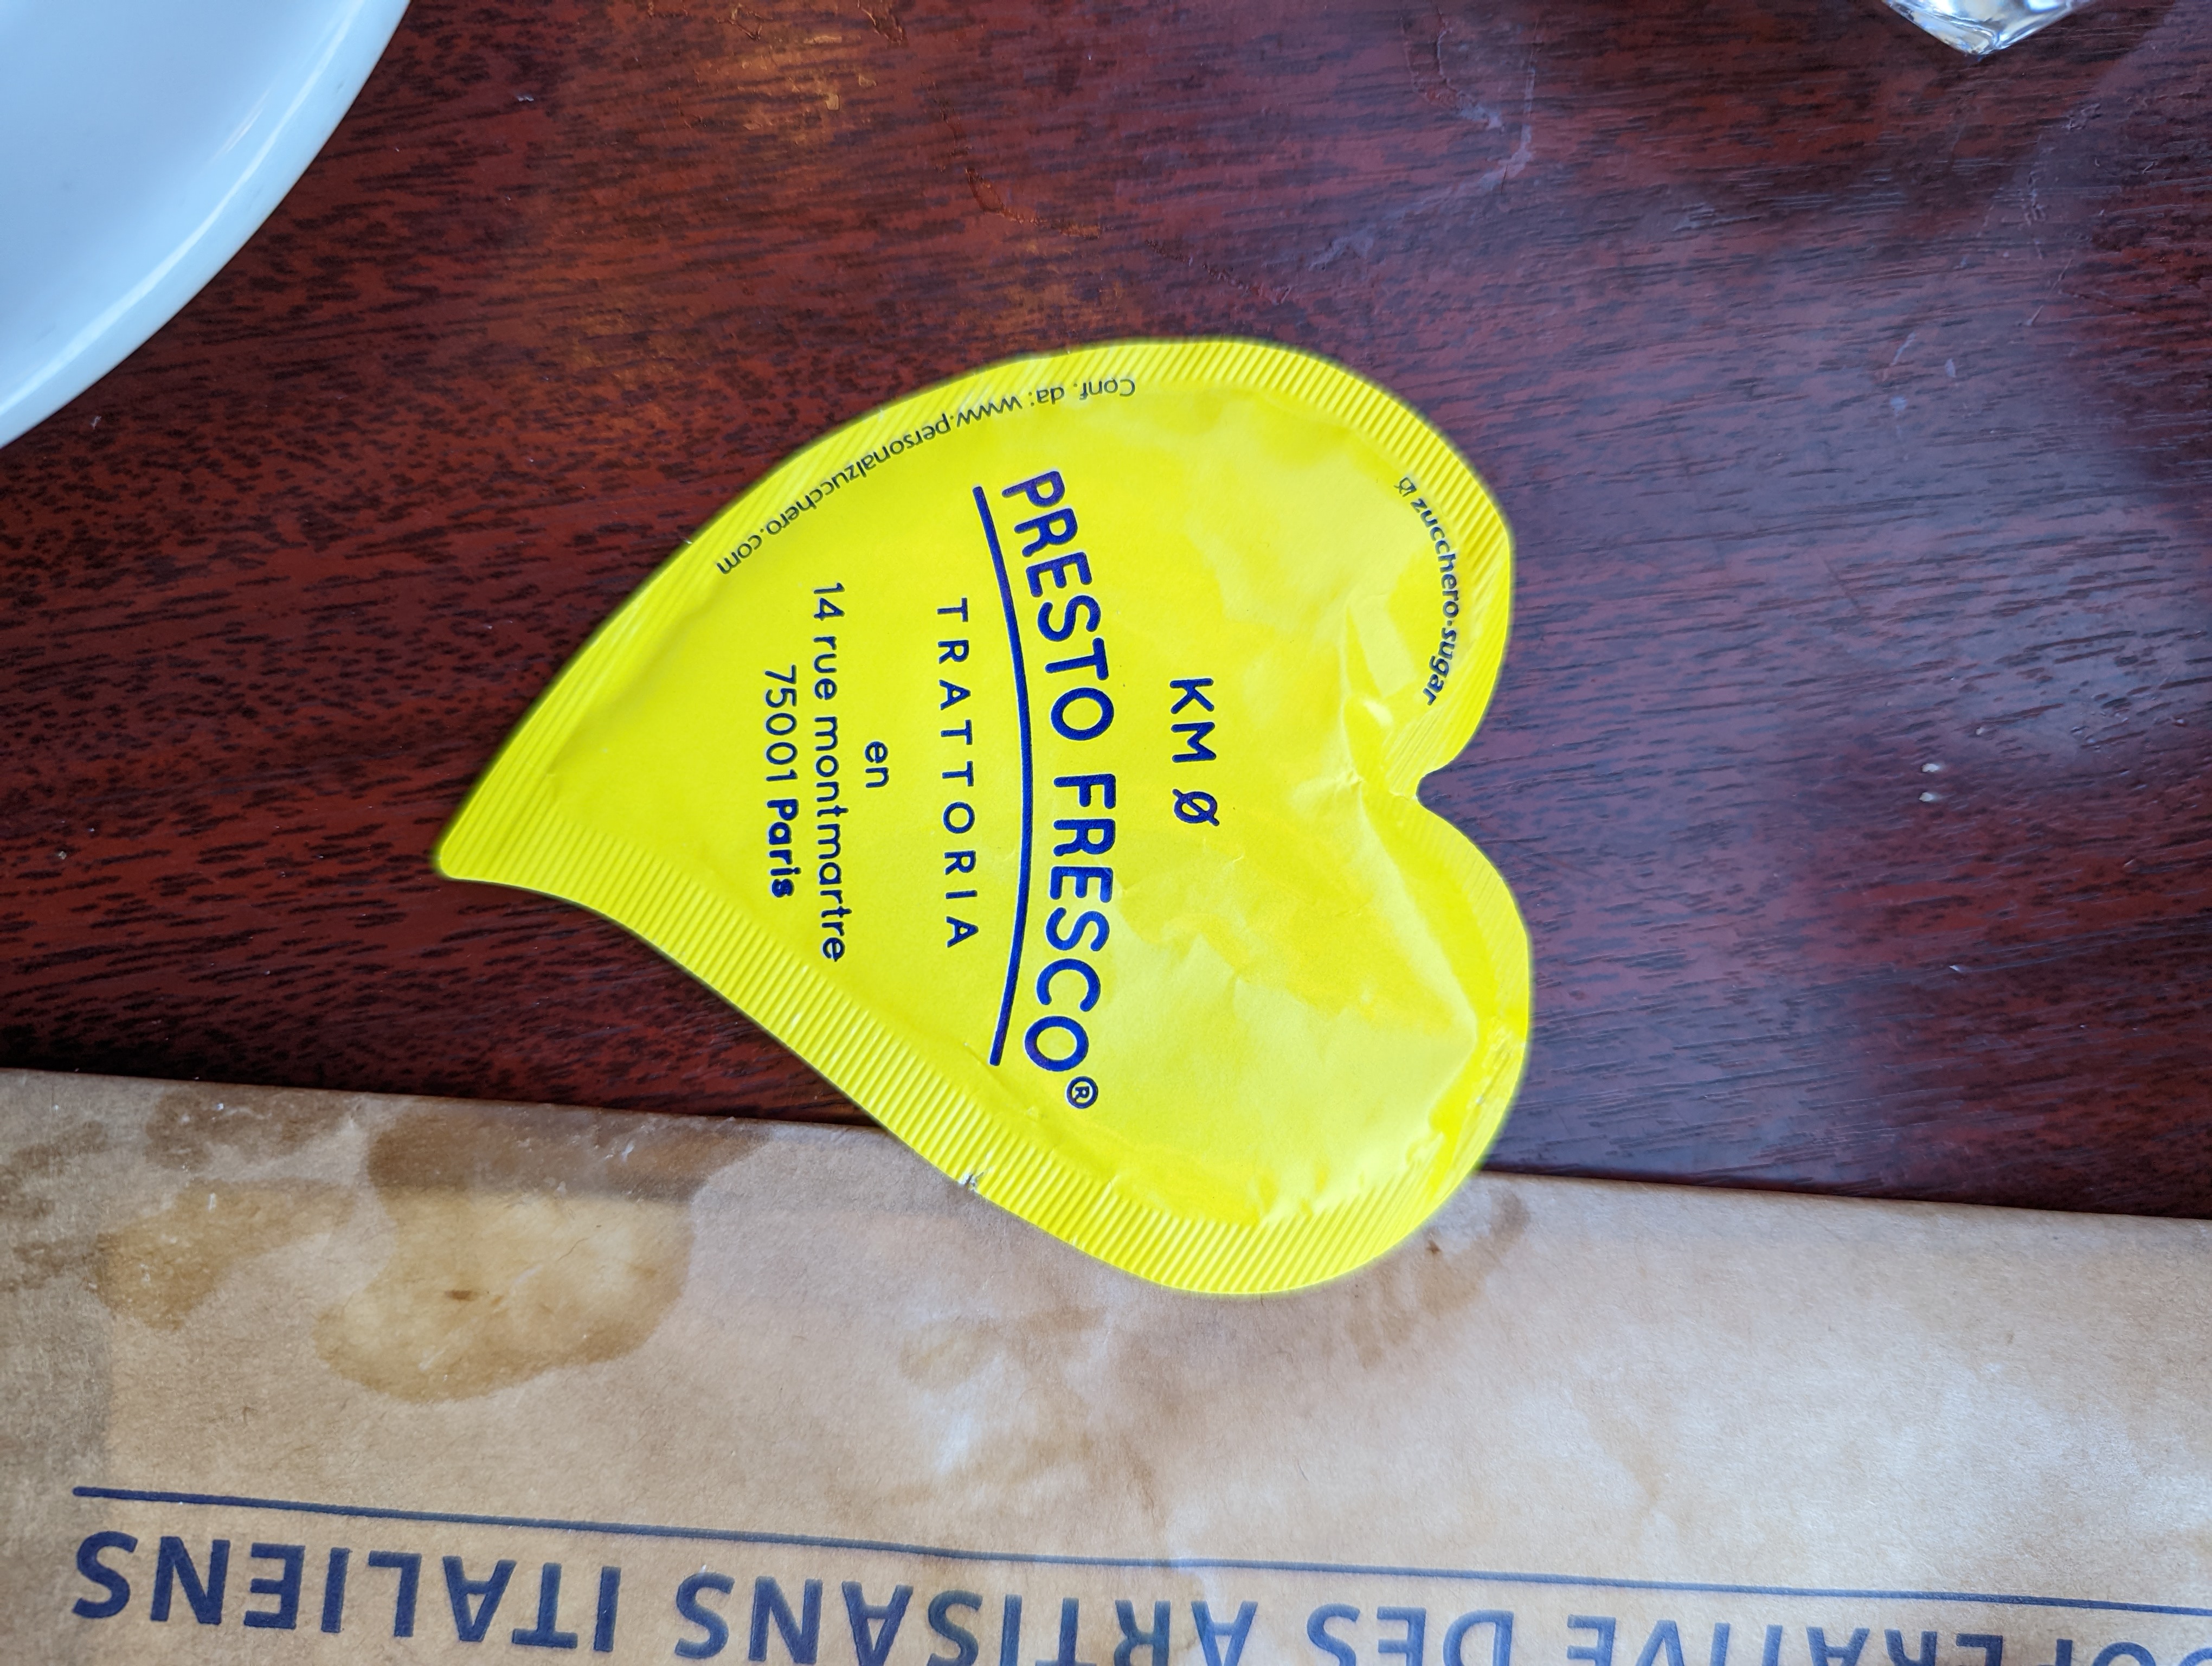 zucchero·sugar
KM Ø
PRESTO FRESCO®
TRATTORIA
en
14 rue montmartre
75001 Paris
Conf. da: www.personalzucchero.com
DES ARTISANS ITALIENS